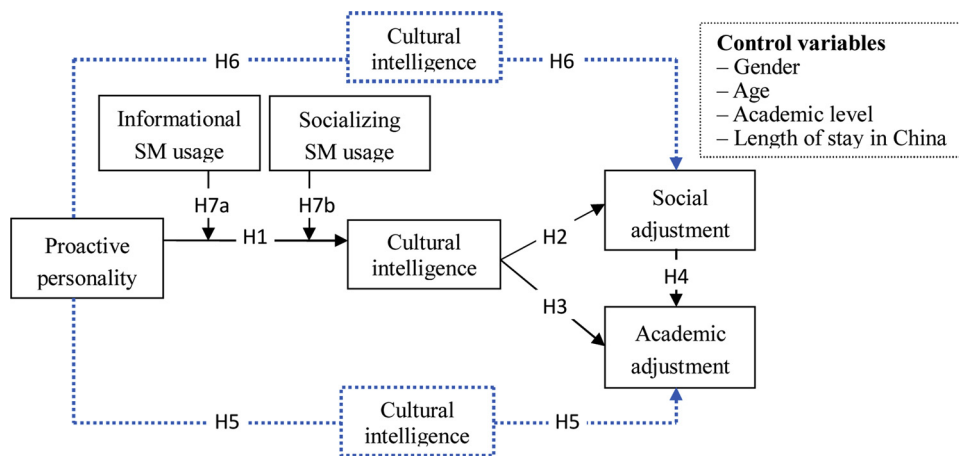 Cultural
intelligence
H6
H6
Control variables
– Gender
– Age
– Academic level
– Length of stay in China
Informational
SM usage
Socializing
SM usage
H7a
H7b
Proactive
personality
H1
Cultural
intelligence
H2
H3
Social
adjustment
H4
Academic
adjustment
H5
Cultural
intelligence
H5